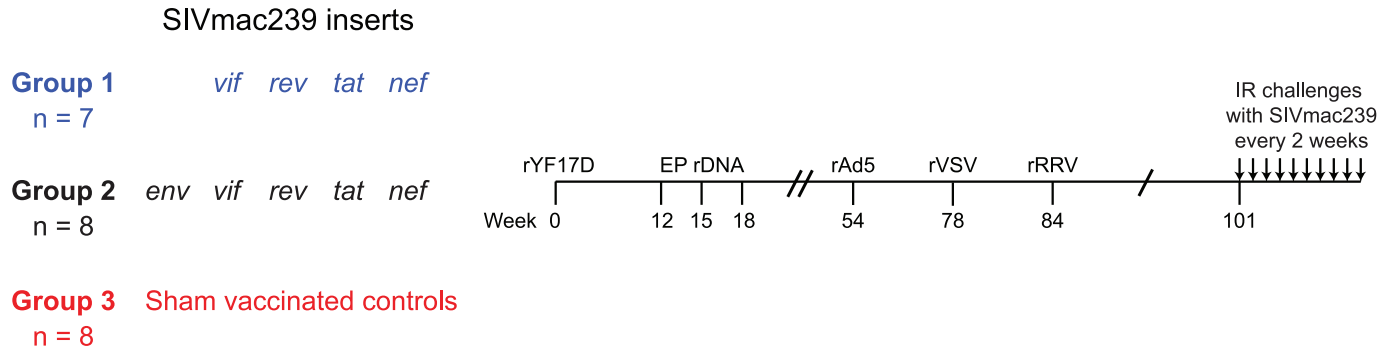 SIVmac239 inserts
Group 1 vif rev tat nef
n = 7
Group 2 env vif rev tat nef
n = 8
Group 3 Sham vaccinated controls
n = 8
IR challenges
with SIVmac239
every 2 weeks
rYF17D EP rDNA rAd5 rVSV rRRV
Week 0 12 15 18 54 78 84 101